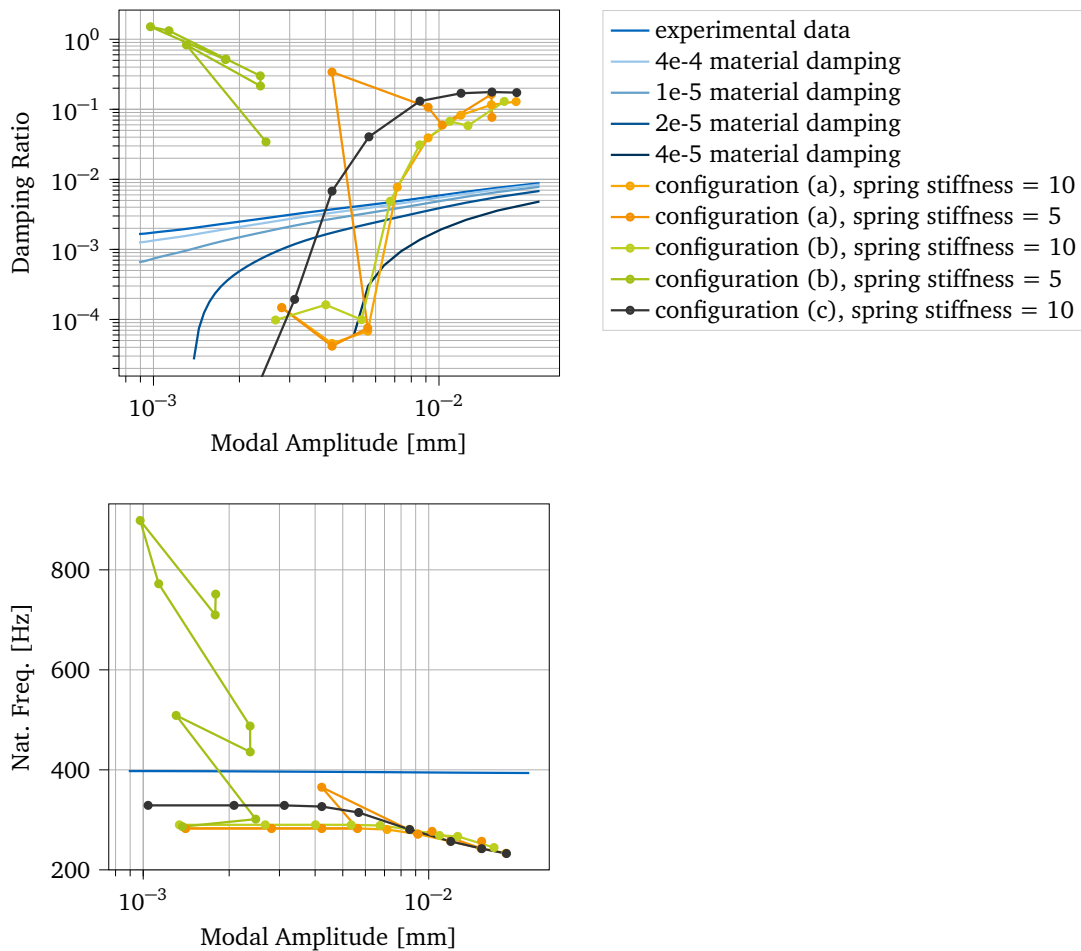 10⁰
10⁻¹
10⁻²
10⁻³
10⁻⁴
Damping Ratio
10⁻³ 10⁻²
Modal Amplitude [mm]
experimental data
4e-4 material damping
1e-5 material damping
2e-5 material damping
4e-5 material damping
configuration (a), spring stiffness = 10
configuration (a), spring stiffness = 5
configuration (b), spring stiffness = 10
configuration (b), spring stiffness = 5
configuration (c), spring stiffness = 10
800
600
400
200
Nat. Freq. [Hz]
10⁻³ 10⁻²
Modal Amplitude [mm]